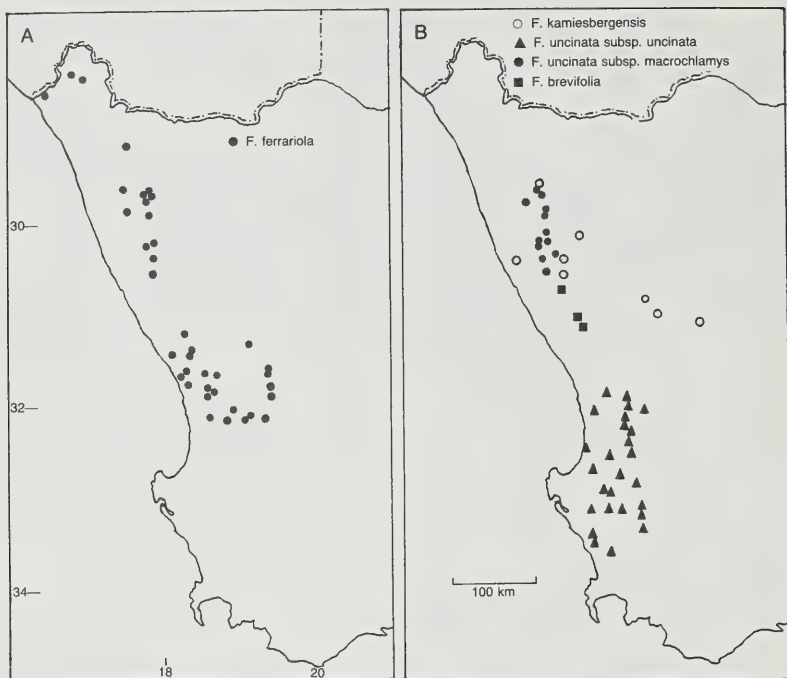 A
F. ferrariola
30
32
34
18
20
B
F. kamiesbergensis
F. uncinata subsp. uncinata
F. uncinata subsp. macrochlamys
F. brevifolia
100 km